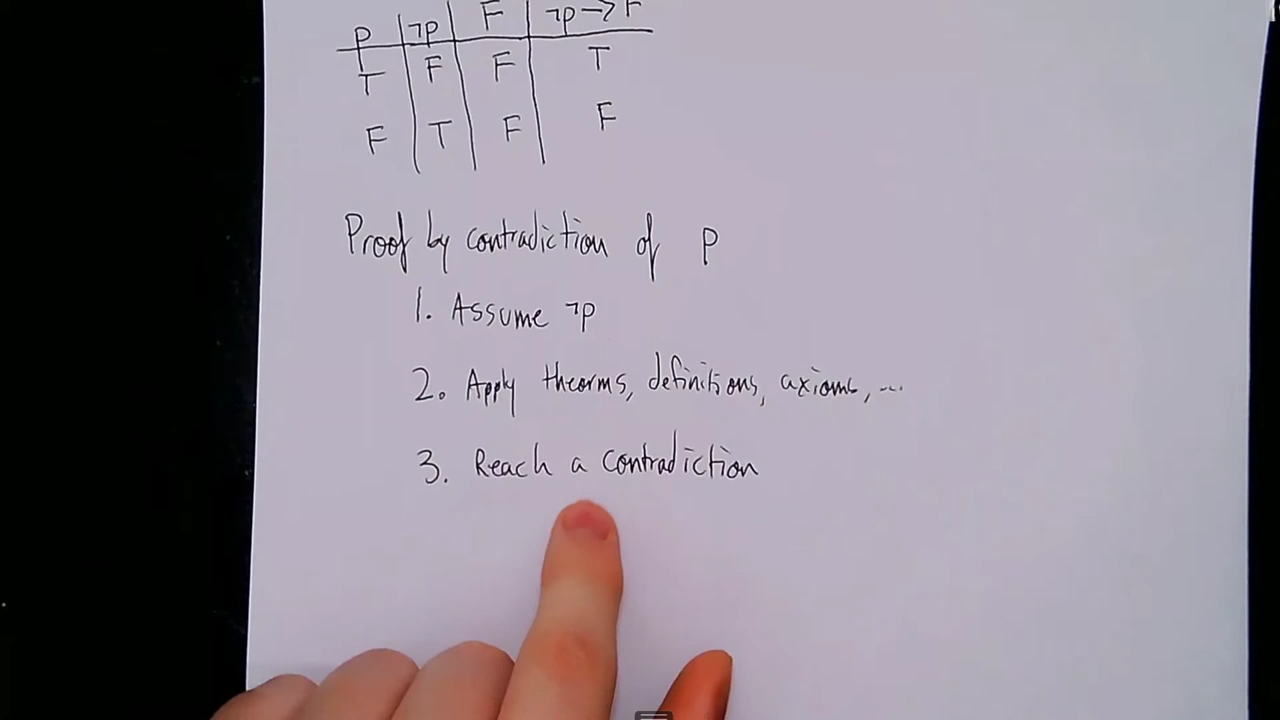 p ¬p F ¬p → F
T F F T
F T F F
Proof by contradiction of p
1. Assume ¬p
2. Apply theorms, definitions, axioms, ...
3. Reach a contradiction